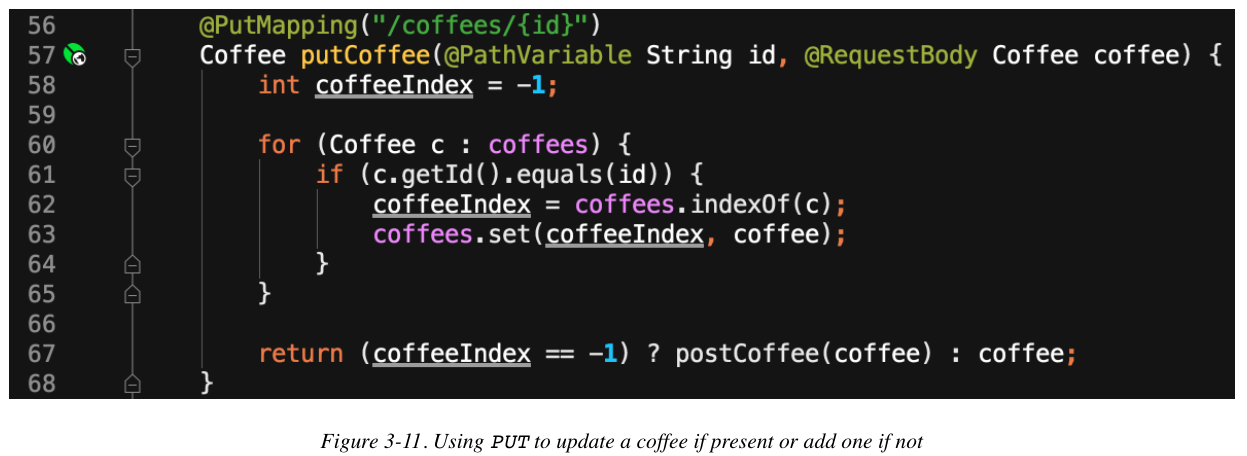 56 @PutMapping("/coffees/{id}")
57 Coffee putCoffee(@PathVariable String id, @RequestBody Coffee coffee) {
58 int coffeeIndex = -1;
59
60 for (Coffee c : coffees) {
61 if (c.getId().equals(id)) {
62 coffeeIndex = coffees.indexOf(c);
63 coffees.set(coffeeIndex, coffee);
64 }
65 }
66
67 return (coffeeIndex == -1) ? postCoffee(coffee) : coffee;
68 }
Figure 3-11. Using PUT to update a coffee if present or add one if not